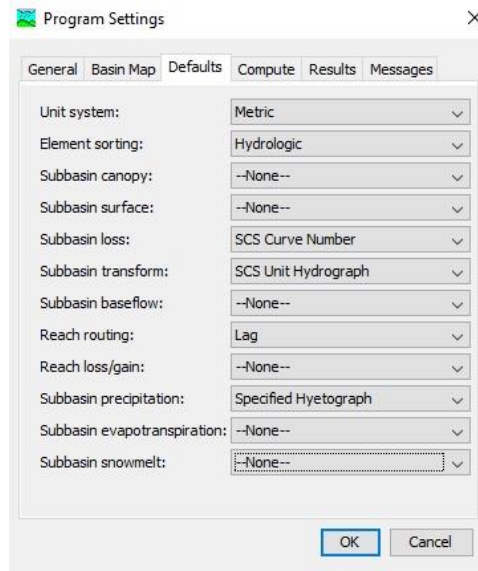 Program Settings
General Basin Map Defaults Compute Results Messages
Unit system: Metric
Element sorting: Hydrologic
Subbasin canopy: --None--
Subbasin surface: --None--
Subbasin loss: SCS Curve Number
Subbasin transform: SCS Unit Hydrograph
Subbasin baseflow: --None--
Reach routing: Lag
Reach loss/gain: --None--
Subbasin precipitation: Specified Hyetograph
Subbasin evapotranspiration: --None--
Subbasin snowmelt: --None--
OK Cancel